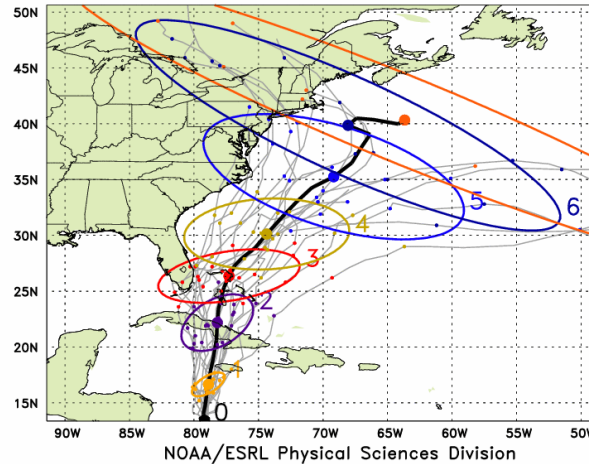 50N
45N
40N
35N
30N
25N
20N
15N
6
5
4
3
2
1
0
90W 85W 80W 75W 70W 65W 60W 55W 50W
NOAA/ESRL Physical Sciences Division